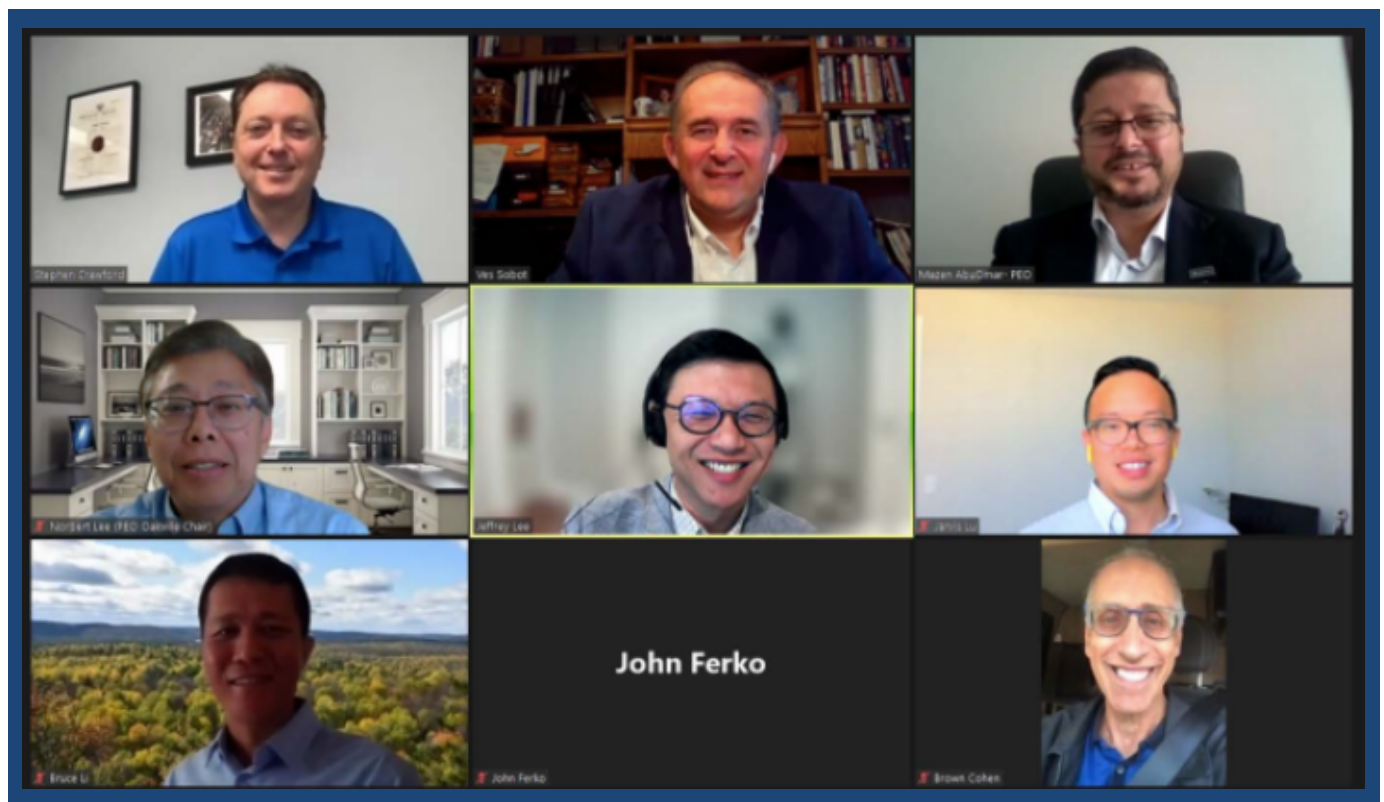 Stephen Crawford
Ves Sobot
Mazen AbuOmar- PEO
Norbert Lee (PEO Oakville Chair)
Jeffrey Lee
Jarvis Lu
Bruce Li
John Ferko
John Ferko
Brown Cohen